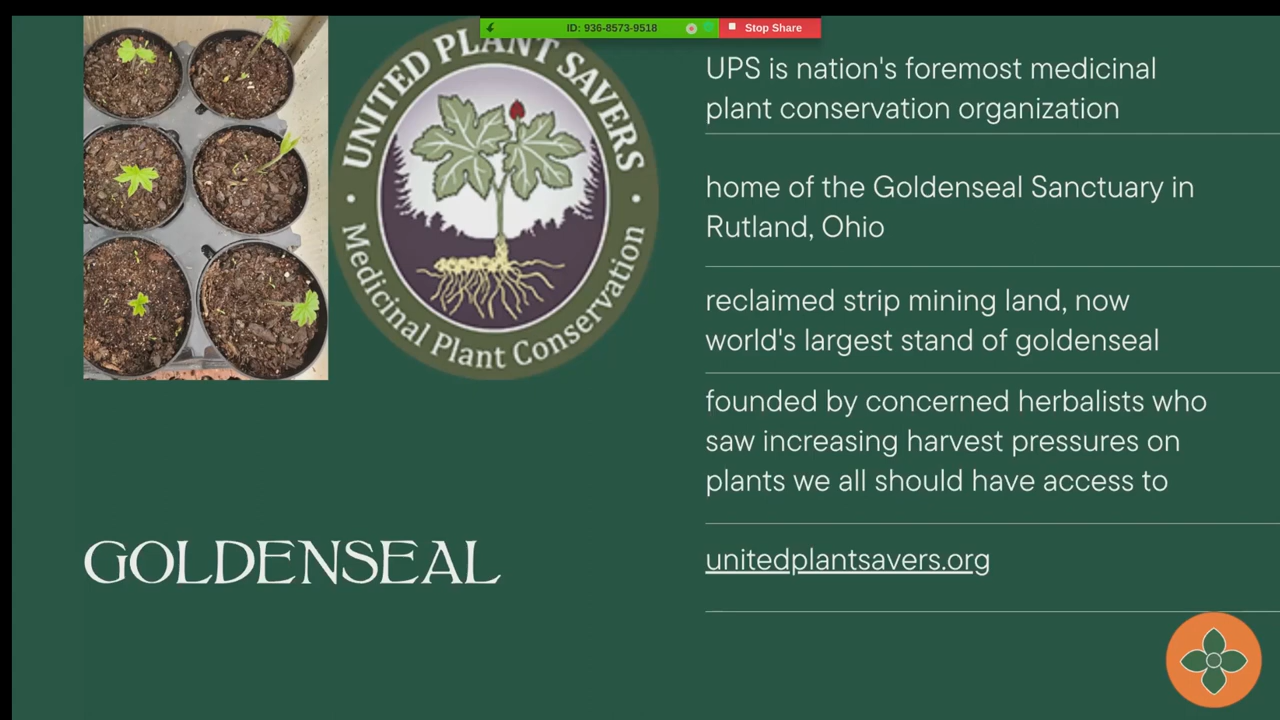 ID: 936-8573-9518
Stop Share
UNITED PLANT SAVERS
Medicinal Plant Conservation
UPS is nation's foremost medicinal
plant conservation organization
home of the Goldenseal Sanctuary in
Rutland, Ohio
reclaimed strip mining land, now
world's largest stand of goldenseal
founded by concerned herbalists who
saw increasing harvest pressures on
plants we all should have access to
GOLDENSEAL
unitedplantsavers.org